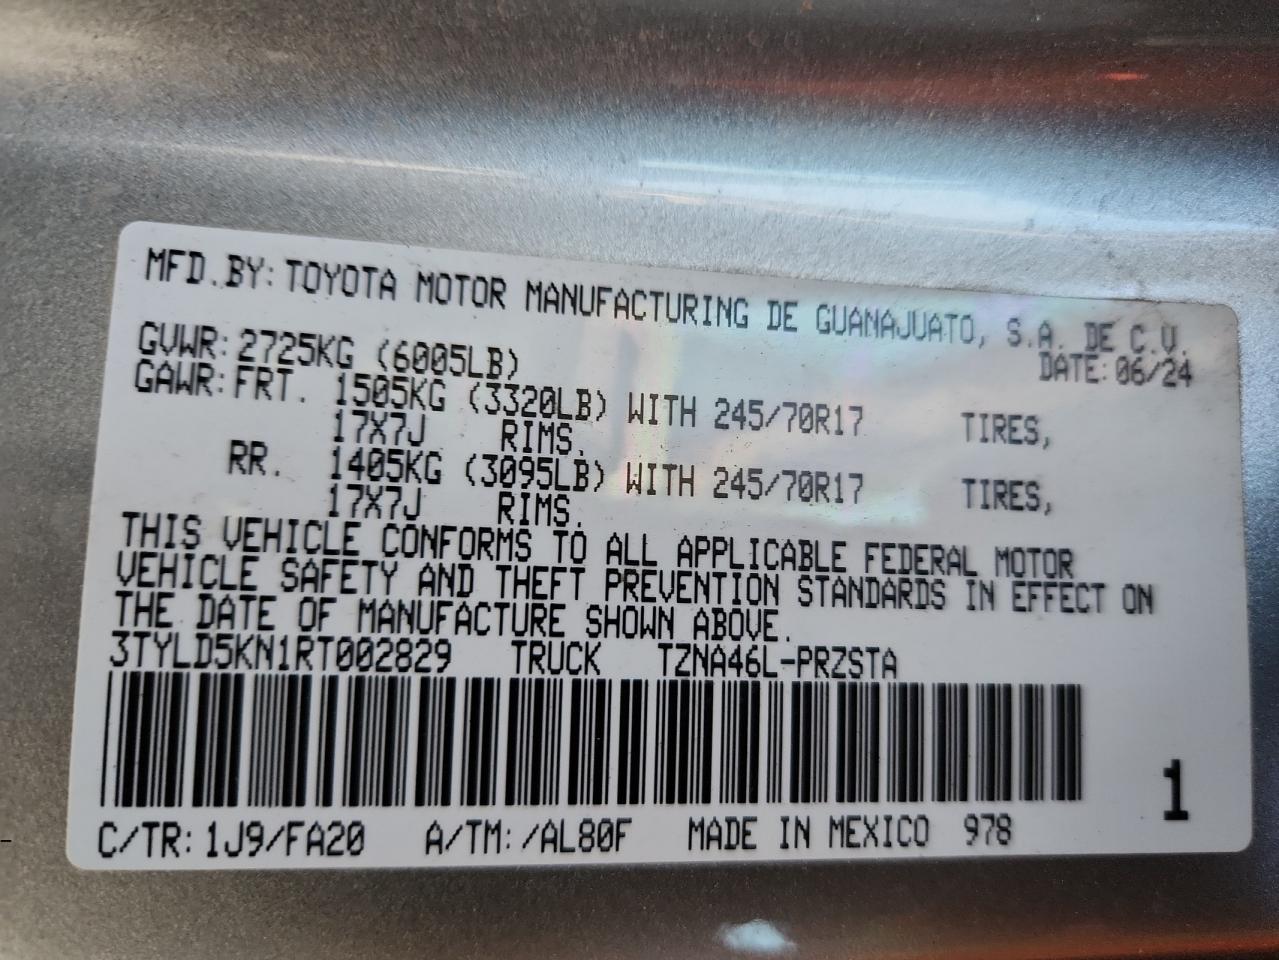 MFD. BY: TOYOTA MOTOR MANUFACTURING DE GUANAJUATO, S.A. DE C.V.
GVWR: 2725KG (6005LB) DATE: 06/24
GAWR: FRT. 1505KG (3320LB) WITH 245/70R17 TIRES,
17X7J RIMS.
RR. 1405KG (3095LB) WITH 245/70R17 TIRES,
17X7J RIMS.
THIS VEHICLE CONFORMS TO ALL APPLICABLE FEDERAL MOTOR
VEHICLE SAFETY AND THEFT PREVENTION STANDARDS IN EFFECT ON
THE DATE OF MANUFACTURE SHOWN ABOVE.
3TYLD5KN1RT002829 TRUCK TZNA46L-PRZSTA
1
C/TR: 1J9/FA20 A/TM: /AL80F MADE IN MEXICO 978